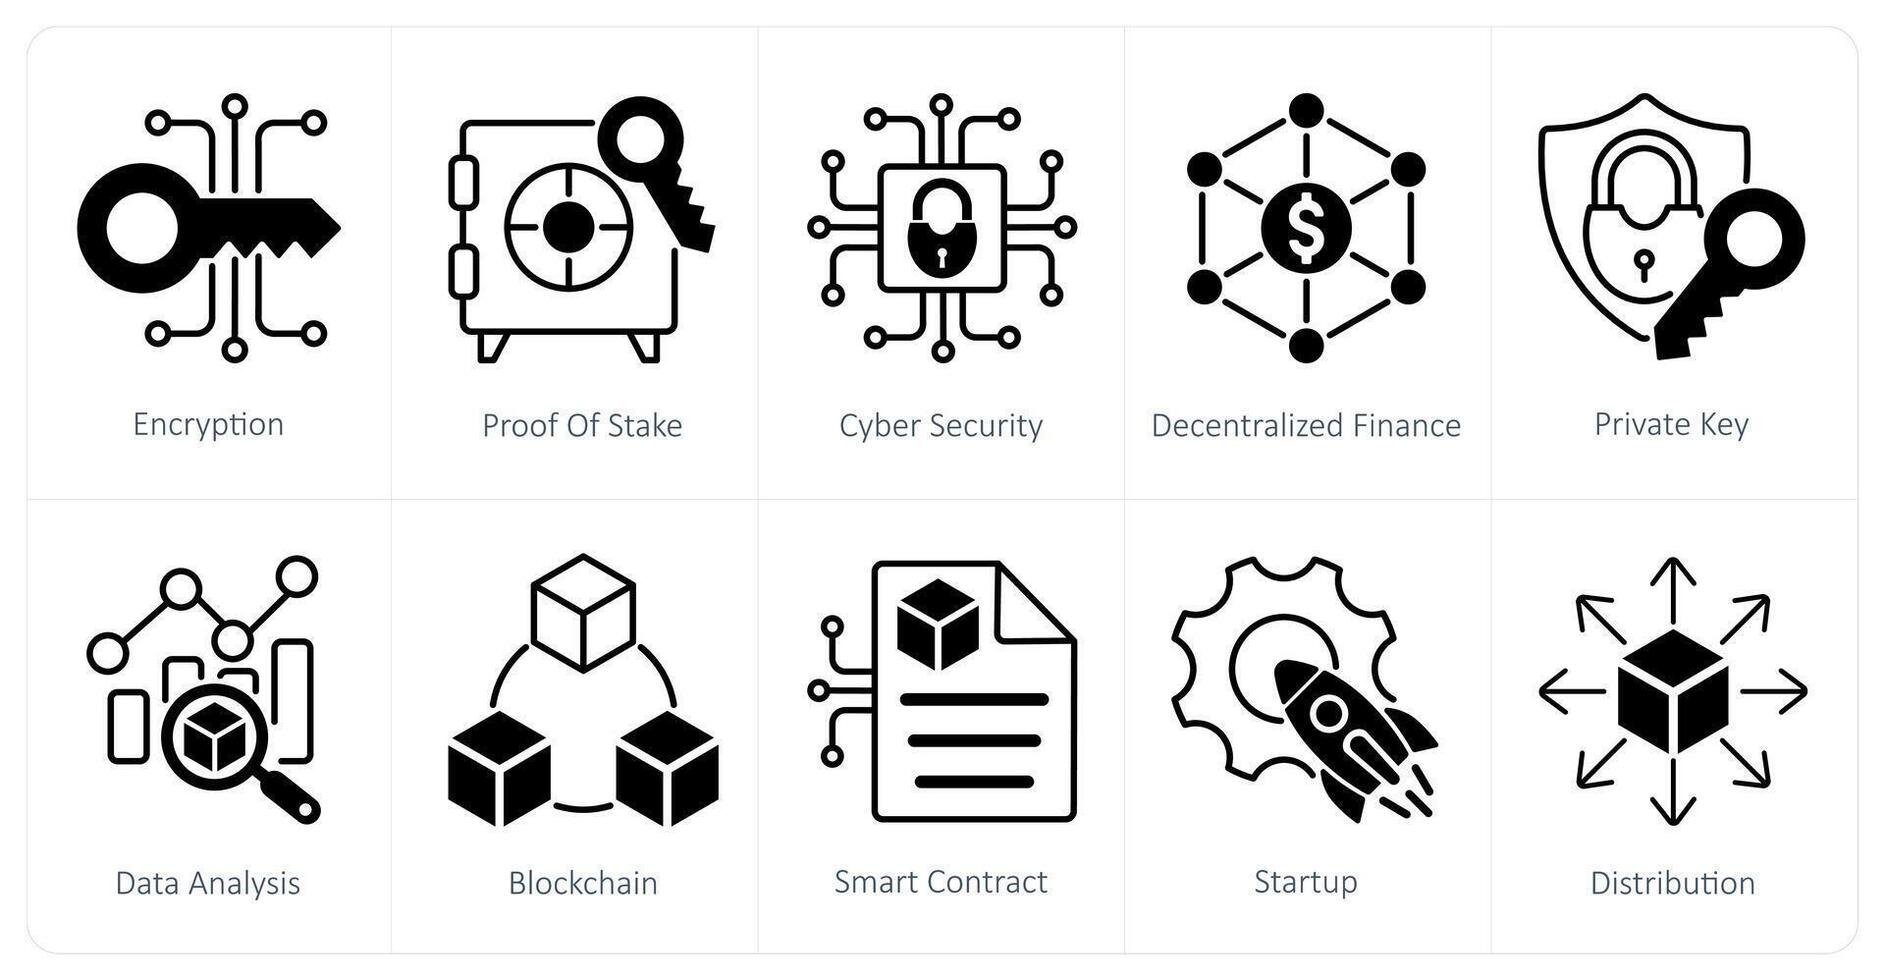 Encryption
Proof Of Stake
Cyber Security
Decentralized Finance
Private Key
Data Analysis
Blockchain
Smart Contract
Startup
Distribution